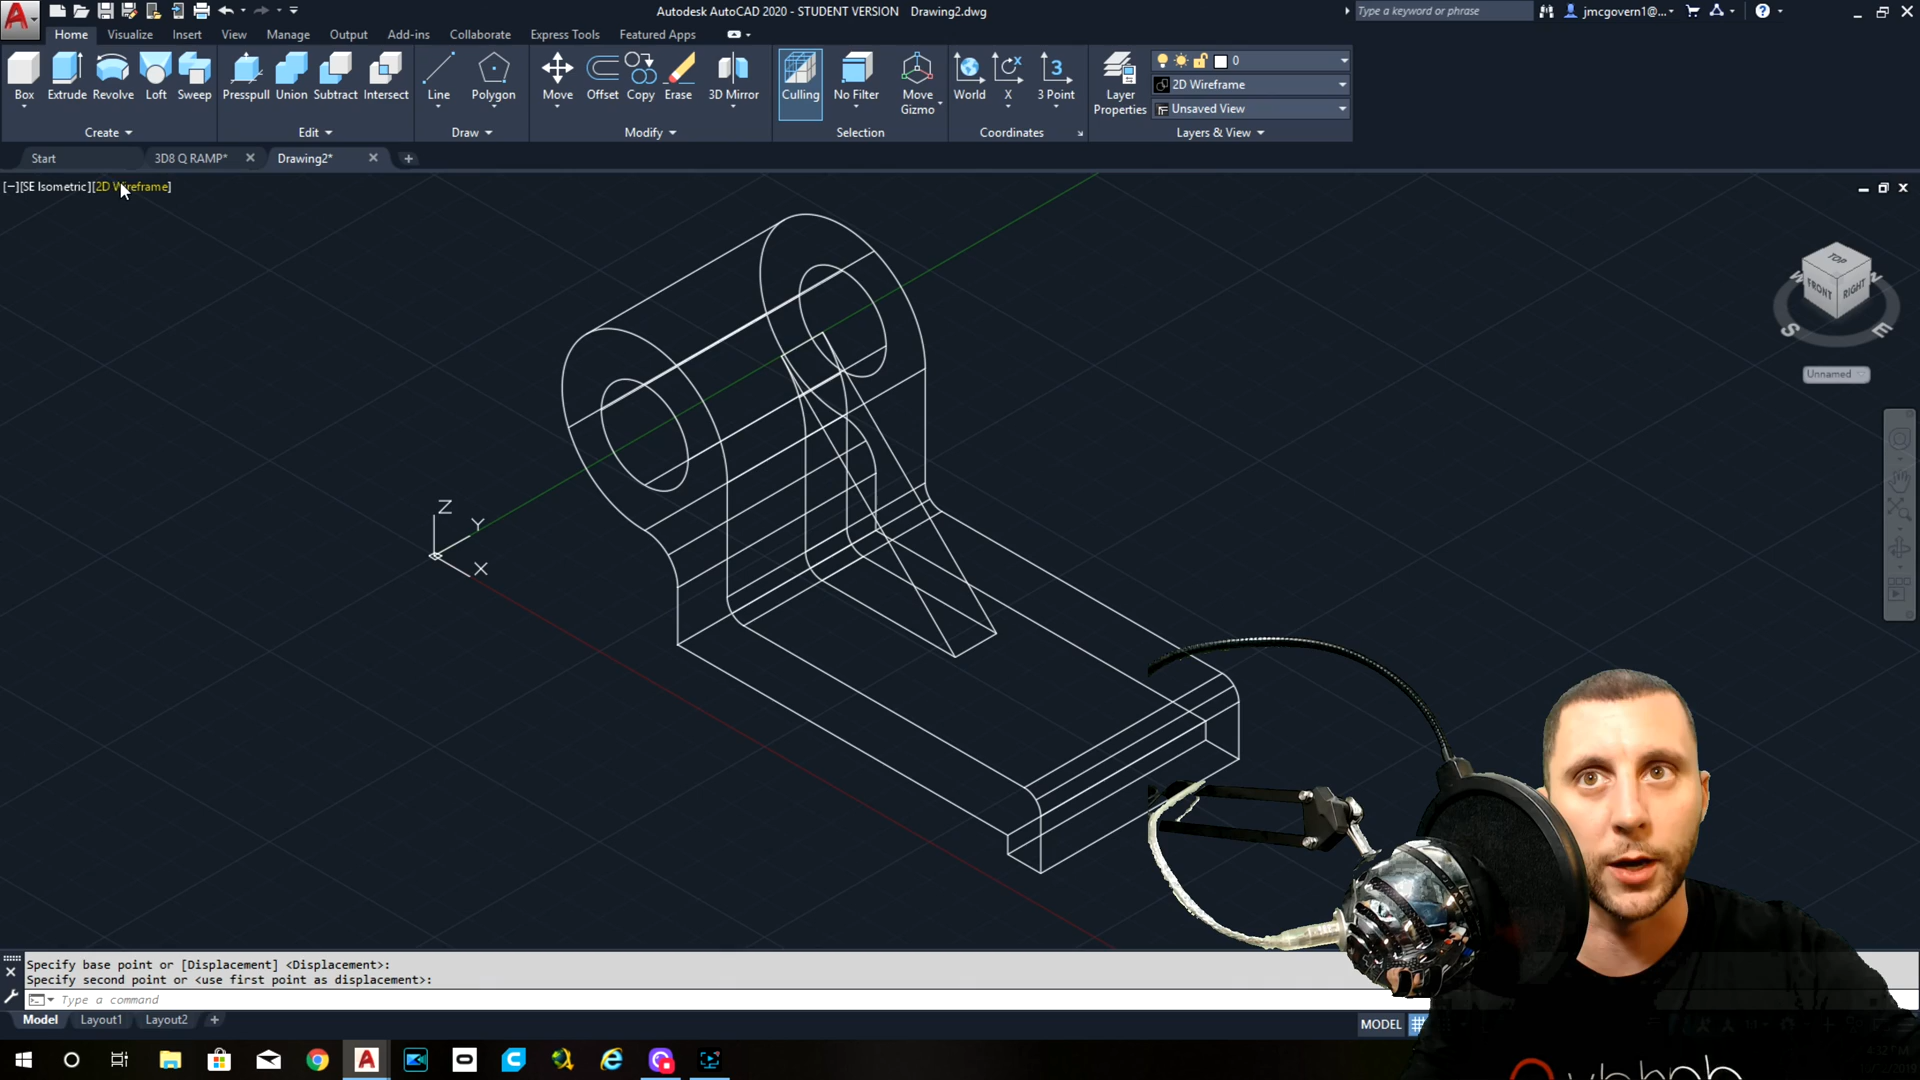 Autodesk AutoCAD 2020 - STUDENT VERSION Drawing2.dwg
Type a keyword or phrase
jmcgovern1@...
Home Visualize Insert View Manage Output Add-ins Collaborate Express Tools Featured Apps
Box Extrude Revolve Loft Sweep Presspull Union Subtract Intersect Line Polygon Move Offset Copy Erase 3D Mirror Culling No Filter Move Gizmo World X 3 Point Layer Properties
0
2D Wireframe
Unsaved View
Create Edit Draw Modify Selection Coordinates Layers & View
Start 3D8 Q RAMP* Drawing2*
[−][SE Isometric][2D Wireframe]
TOP
FRONT RIGHT
W N
S E
Unnamed
Z
Y
X
Specify base point or [Displacement] <Displacement>:
Specify second point or <use first point as displacement>:
Type a command
Model Layout1 Layout2
MODEL